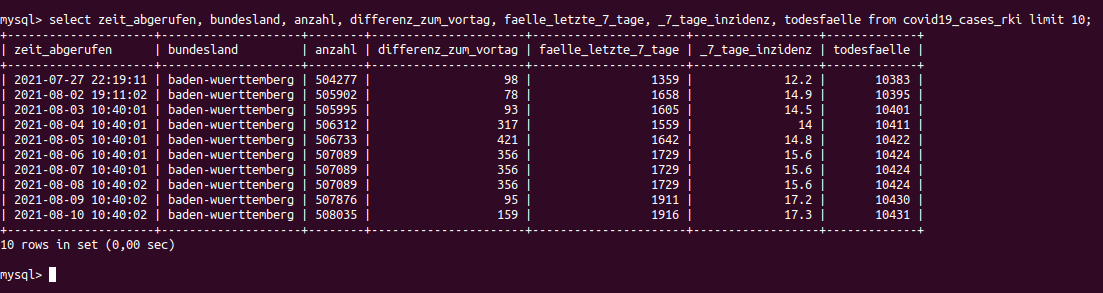 mysql> select zeit_abgerufen, bundesland, anzahl, differenz_zum_vortag, faelle_letzte_7_tage, _7_tage_inzidenz, todesfaelle from covid19_cases_rki limit 10;
+---------------------+-------------------+--------+----------------------+----------------------+------------------+-------------+
| zeit_abgerufen      | bundesland        | anzahl | differenz_zum_vortag | faelle_letzte_7_tage | _7_tage_inzidenz | todesfaelle |
+---------------------+-------------------+--------+----------------------+----------------------+------------------+-------------+
| 2021-07-27 22:19:11 | baden-wuerttemberg | 504277 |                   98 |                 1359 |             12.2 |       10383 |
| 2021-08-02 19:11:02 | baden-wuerttemberg | 505902 |                   78 |                 1658 |             14.9 |       10395 |
| 2021-08-03 10:40:01 | baden-wuerttemberg | 505995 |                   93 |                 1605 |             14.5 |       10401 |
| 2021-08-04 10:40:01 | baden-wuerttemberg | 506312 |                  317 |                 1559 |               14 |       10411 |
| 2021-08-05 10:40:01 | baden-wuerttemberg | 506733 |                  421 |                 1642 |             14.8 |       10422 |
| 2021-08-06 10:40:01 | baden-wuerttemberg | 507089 |                  356 |                 1729 |             15.6 |       10424 |
| 2021-08-07 10:40:01 | baden-wuerttemberg | 507089 |                  356 |                 1729 |             15.6 |       10424 |
| 2021-08-08 10:40:02 | baden-wuerttemberg | 507089 |                  356 |                 1729 |             15.6 |       10424 |
| 2021-08-09 10:40:02 | baden-wuerttemberg | 507876 |                   95 |                 1911 |             17.2 |       10430 |
| 2021-08-10 10:40:02 | baden-wuerttemberg | 508035 |                  159 |                 1916 |             17.3 |       10431 |
+---------------------+-------------------+--------+----------------------+----------------------+------------------+-------------+
10 rows in set (0,00 sec)
mysql>